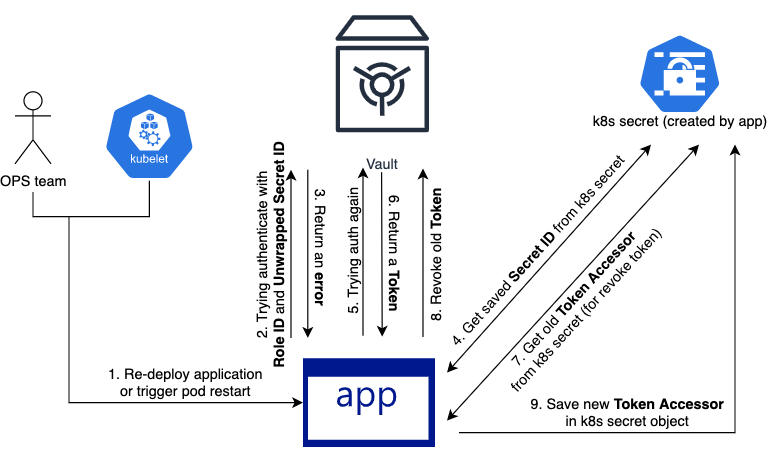 OPS team
kubelet
Vault
k8s secret (created by app)
1. Re-deploy application
or trigger pod restart
2. Trying authenticate with
Role ID and Unwrapped Secret ID
3. Return an error
5. Trying auth again
6. Return a Token
8. Revoke old Token
4. Get saved Secret ID from k8s secret
7. Get old Token Accessor
from k8s secret (for revoke token)
app
9. Save new Token Accessor
in k8s secret object